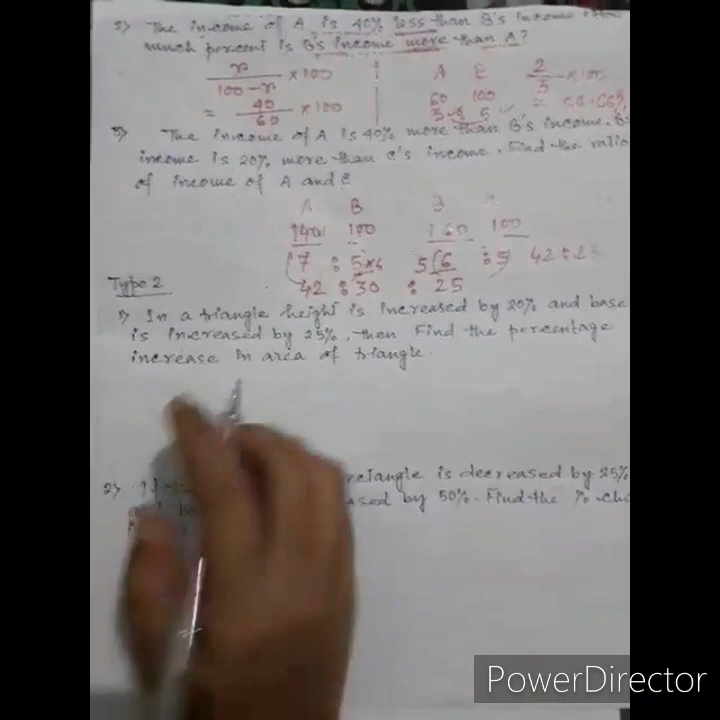 The income of A is 40% less than B's income
much percent is B's income more than A?
r/(100-r) ×100
= 40/60 ×100
A
60 100
3 5
2/3 ×100
The income of A is 40% more than B's income.
income is 20% more than C's income. Find the ratio
of income of A and C
A B B
140 100 100
7 : 5×6 5 6 : 5
42 : 30 : 25
Type 2
1) In a triangle height is increased by 20% and base
is increased by 25%, then Find the percentage
increase in area of triangle.
2) is decreased by 25%
by 50%. Find the %
PowerDirector